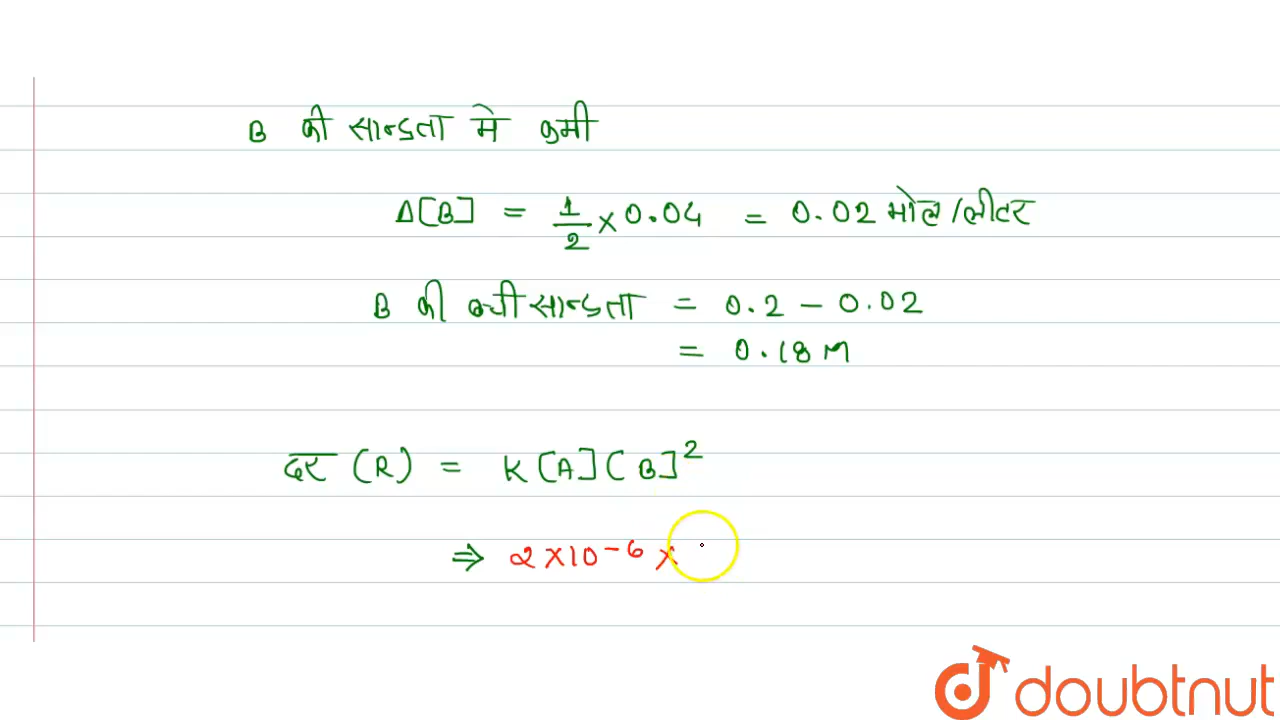 B की सान्द्रता मे कमी
Δ[B] = 1/2 × 0.04 = 0.02 मोल/लीटर
B की बची सान्द्रता = 0.2 - 0.02
= 0.18 M
दर (R) = K[A][B]²
⇒ 2×10⁻⁶ ×
doubtnut